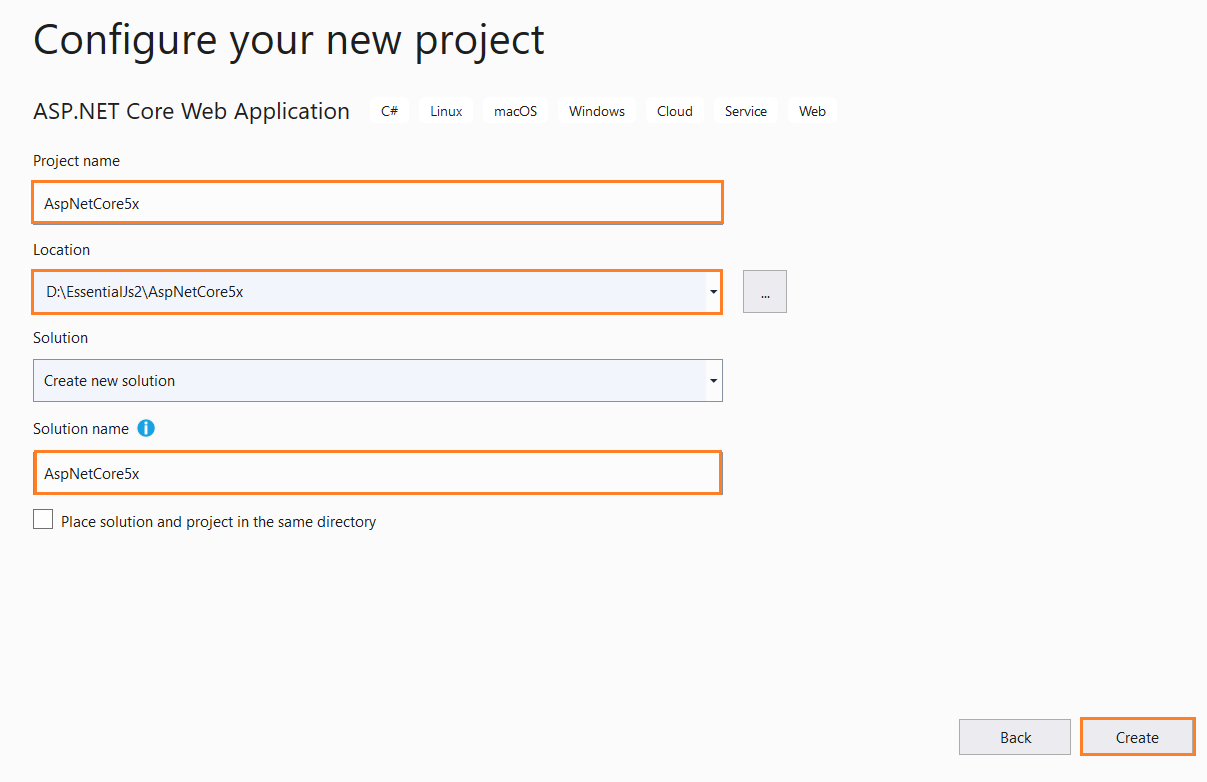 Configure your new project
ASP.NET Core Web Application C# Linux macOS Windows Cloud Service Web
Project name
AspNetCore5x
Location
D:\EssentialJs2\AspNetCore5x
...
Solution
Create new solution
Solution name i
AspNetCore5x
Place solution and project in the same directory
Back Create